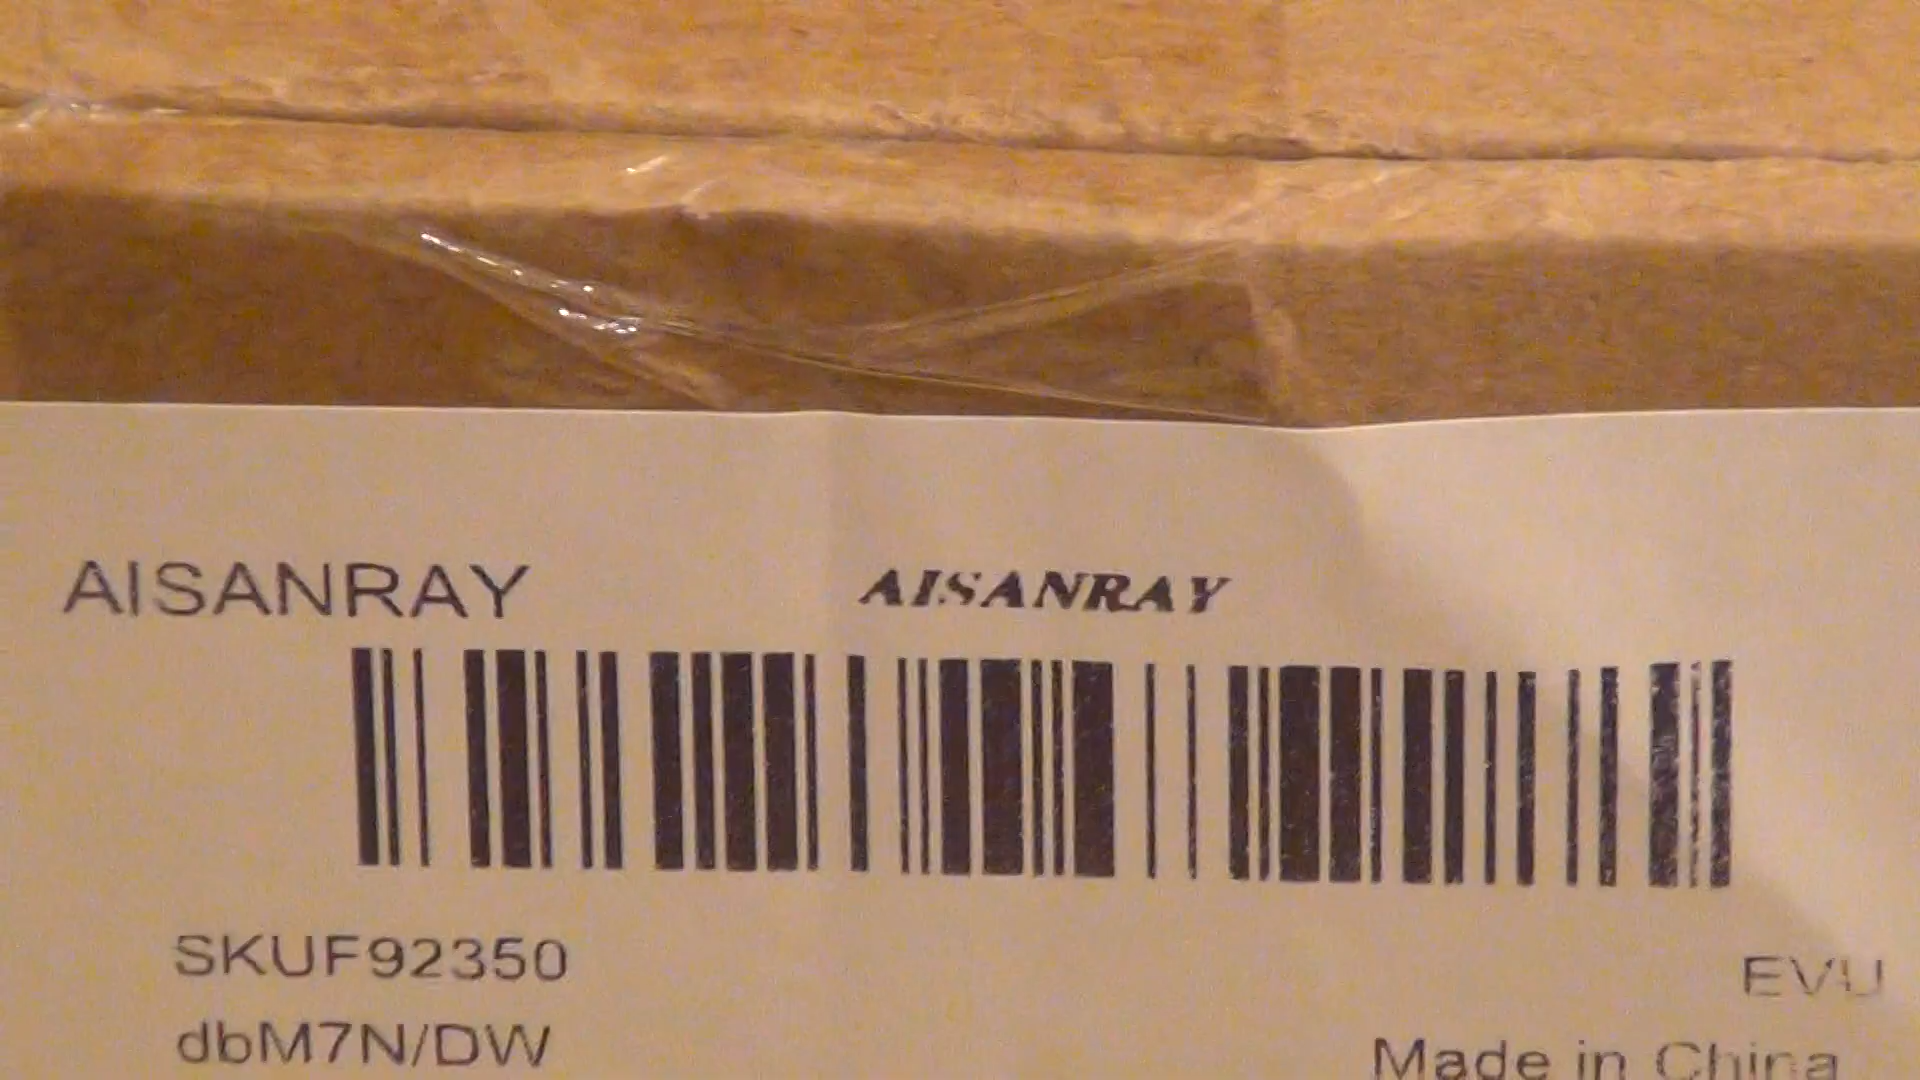 AISANRAY AISANRAY
SKUF92350
EVU
dbM7N/DW
Made in China